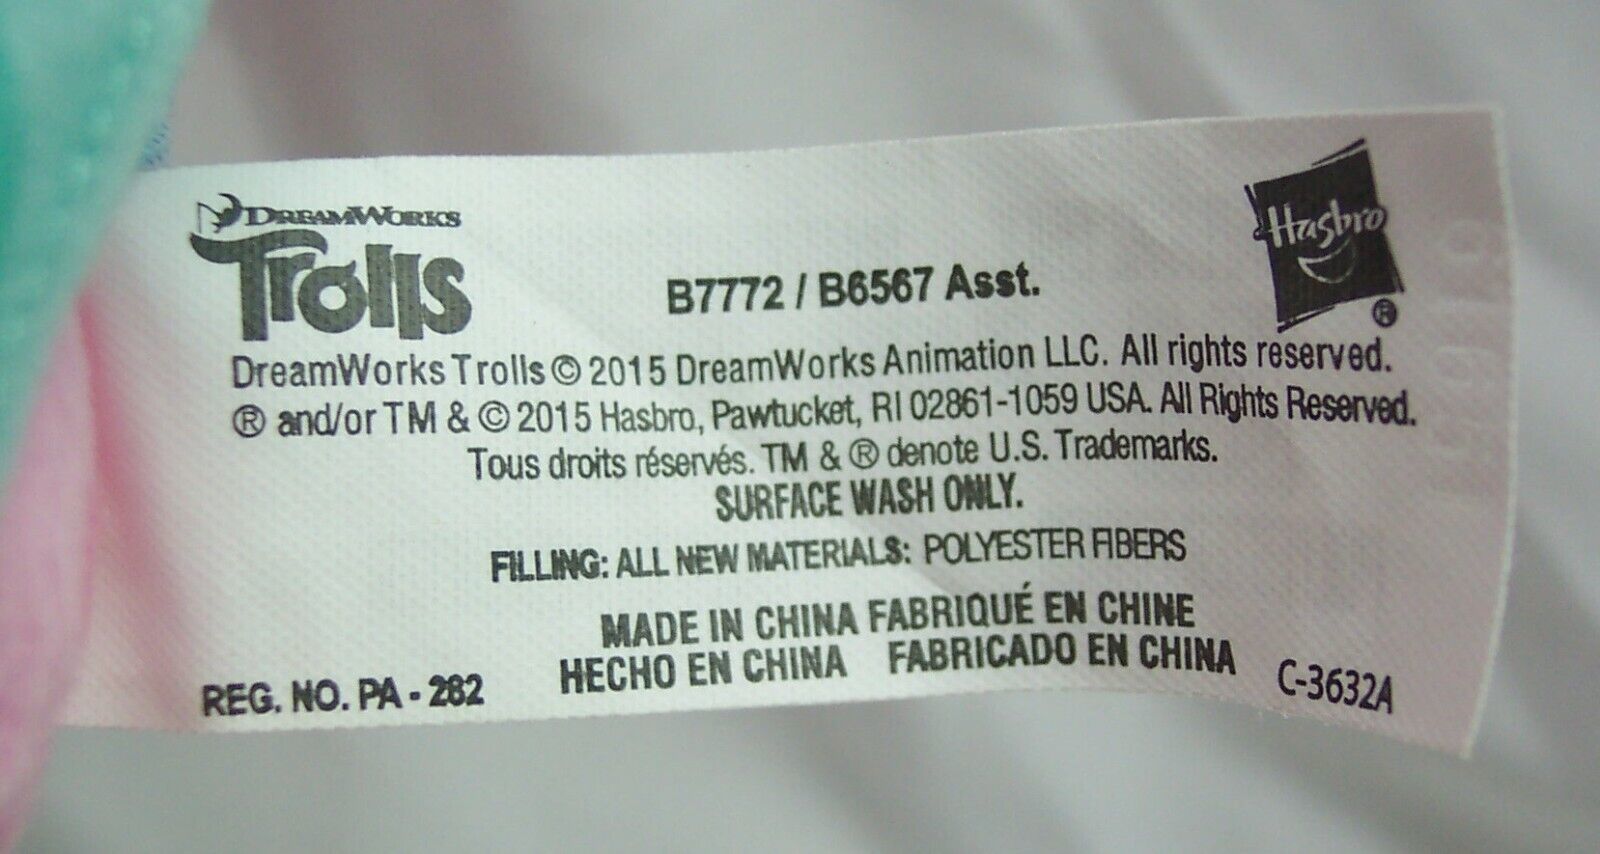 DREAMWORKS
Trolls
B7772 / B6567 Asst.
Hasbro
®
DreamWorks Trolls © 2015 DreamWorks Animation LLC. All rights reserved.
® and/or TM & © 2015 Hasbro, Pawtucket, RI 02861-1059 USA. All Rights Reserved.
Tous droits réservés. TM & ® denote U.S. Trademarks.
SURFACE WASH ONLY.
FILLING: ALL NEW MATERIALS: POLYESTER FIBERS
MADE IN CHINA FABRIQUÉ EN CHINE
HECHO EN CHINA FABRICADO EN CHINA
REG. NO. PA - 282
C-3632A